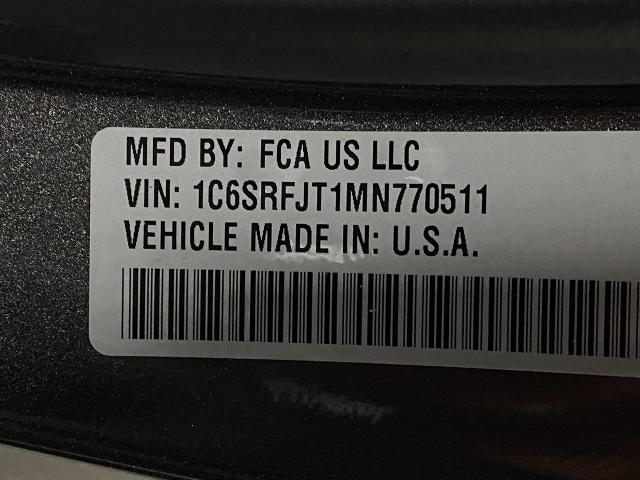 MFD BY: FCA US LLC
VIN: 1C6SRFJT1MN770511
VEHICLE MADE IN: U.S.A.